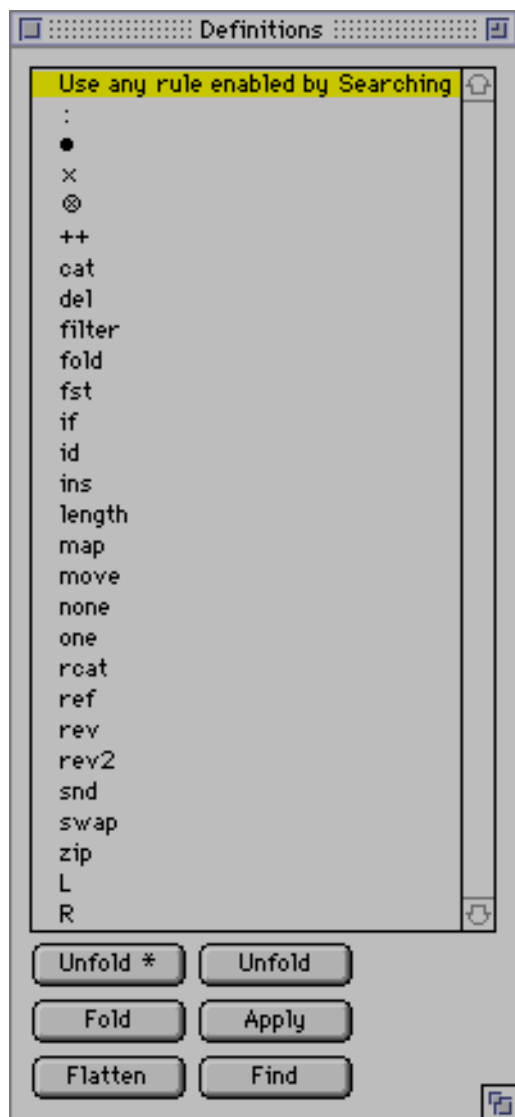 Definitions
Use any rule enabled by Searching
:
●
×
⊗
++
cat
del
filter
fold
fst
if
id
ins
length
map
move
none
one
rcat
ref
rev
rev2
snd
swap
zip
L
R
Unfold * Unfold
Fold Apply
Flatten Find